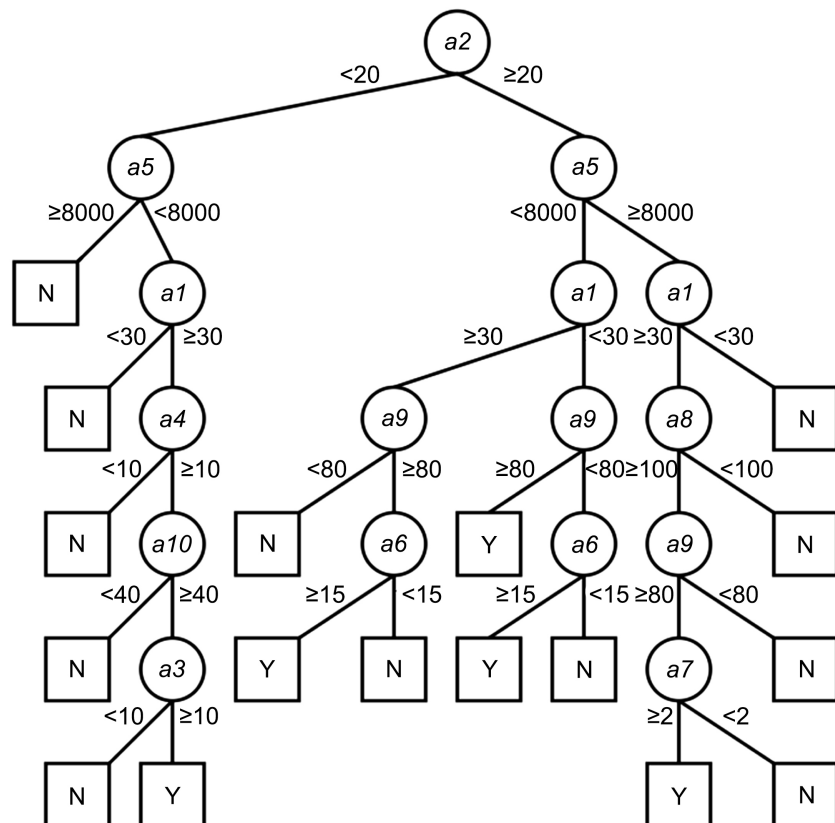 a2
<20 ≥20
a5 a5
≥8000 <8000 <8000 ≥8000
N a1 a1 a1
<30 ≥30 ≥30 <30 ≥30 <30
N a4 a9 a9 a8 N
<10 ≥10 <80 ≥80 ≥80 <80 ≥100 <100
N a10 N a6 Y a6 a9 N
<40 ≥40 ≥15 <15 ≥15 <15 ≥80 <80
N a3 Y N Y N a7 N
<10 ≥10 ≥2 <2
N Y Y N